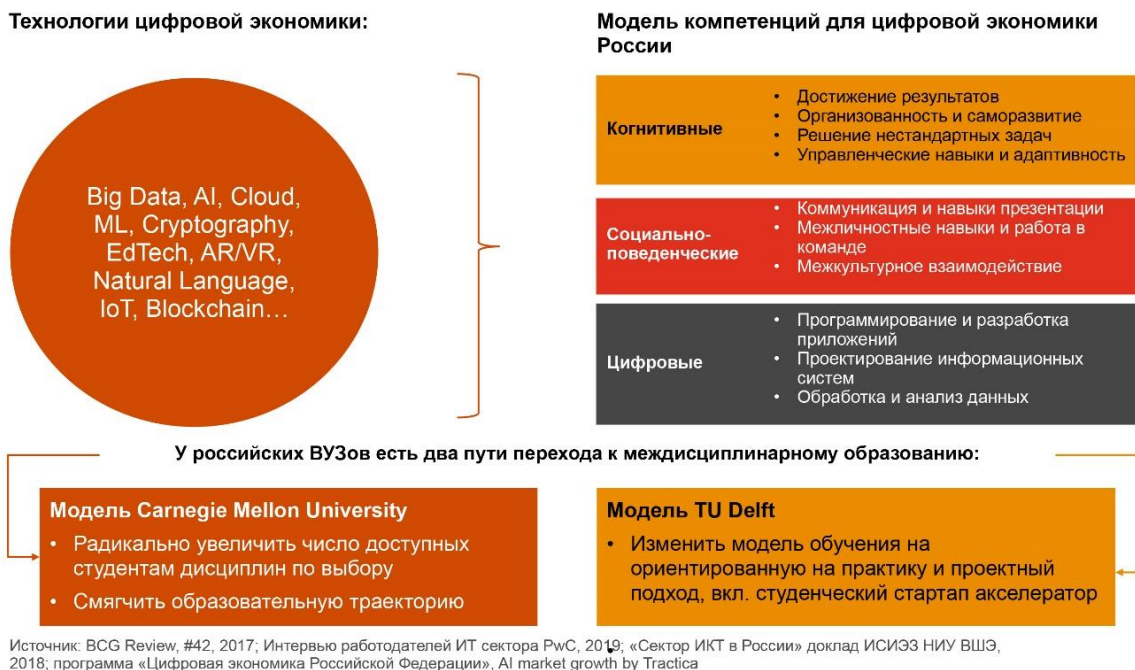 Технологии цифровой экономики:
Big Data, AI, Cloud,
ML, Cryptography,
EdTech, AR/VR,
Natural Language,
IoT, Blockchain…
Модель компетенций для цифровой экономики
России
Когнитивные
• Достижение результатов
• Организованность и саморазвитие
• Решение нестандартных задач
• Управленческие навыки и адаптивность
Социально-
поведенческие
• Коммуникация и навыки презентации
• Межличностные навыки и работа в
команде
• Межкультурное взаимодействие
Цифровые
• Программирование и разработка
приложений
• Проектирование информационных
систем
• Обработка и анализ данных
У российских ВУЗов есть два пути перехода к междисциплинарному образованию:
Модель Carnegie Mellon University
• Радикально увеличить число доступных
студентам дисциплин по выбору
• Смягчить образовательную траекторию
Модель TU Delft
• Изменить модель обучения на
ориентированную на практику и проектный
подход, вкл. студенческий стартап акселератор
Источник: BCG Review, #42, 2017; Интервью работодателей ИТ сектора PwC, 2019; «Сектор ИКТ в России» доклад ИСИЭЗ НИУ ВШЭ,
2018; программа «Цифровая экономика Российской Федерации», AI market growth by Tractica